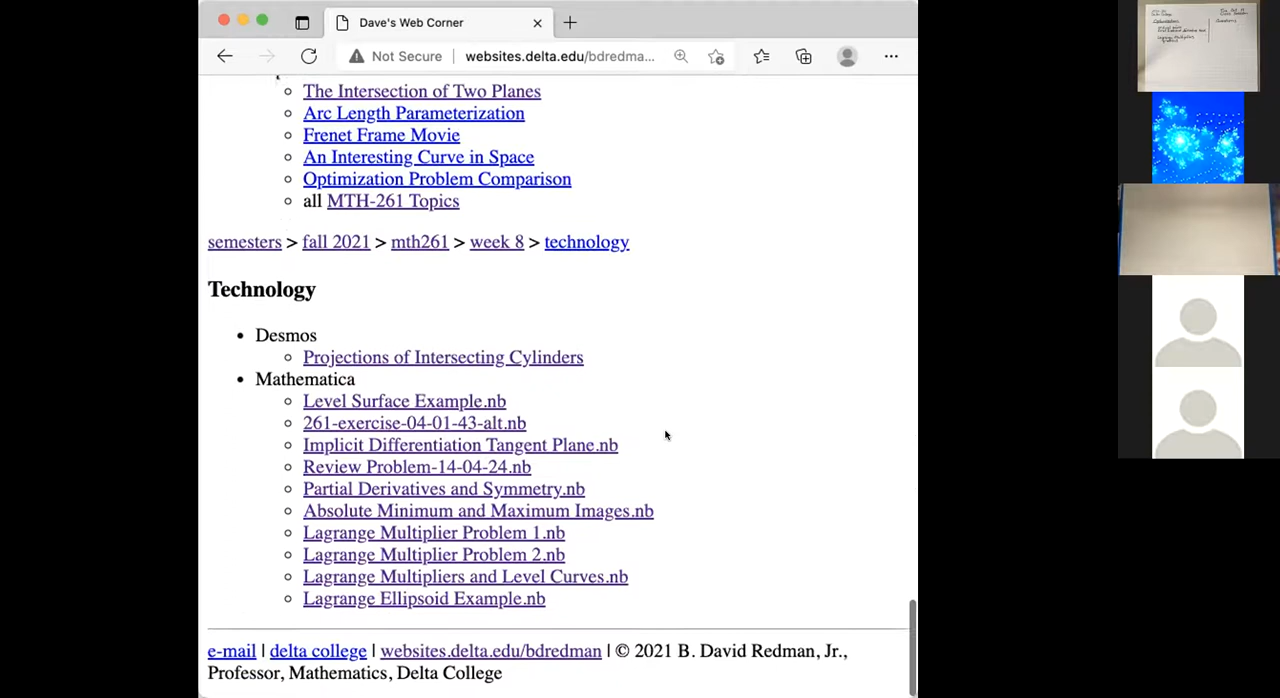 Dave's Web Corner
Not Secure | websites.delta.edu/bdredma...
The Intersection of Two Planes
Arc Length Parameterization
Frenet Frame Movie
An Interesting Curve in Space
Optimization Problem Comparison
all MTH-261 Topics
semesters > fall 2021 > mth261 > week 8 > technology
Technology
Desmos
Projections of Intersecting Cylinders
Mathematica
Level Surface Example.nb
261-exercise-04-01-43-alt.nb
Implicit Differentiation Tangent Plane.nb
Review Problem-14-04-24.nb
Partial Derivatives and Symmetry.nb
Absolute Minimum and Maximum Images.nb
Lagrange Multiplier Problem 1.nb
Lagrange Multiplier Problem 2.nb
Lagrange Multipliers and Level Curves.nb
Lagrange Ellipsoid Example.nb
e-mail | delta college | websites.delta.edu/bdredman | © 2021 B. David Redman, Jr.,
Professor, Mathematics, Delta College